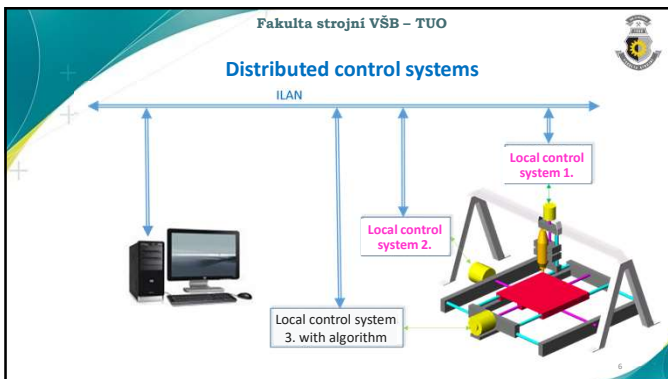 Fakulta strojní VŠB – TUO
Distributed control systems
ILAN
Local control
system 1.
Local control
system 2.
Local control system
3. with algorithm
6